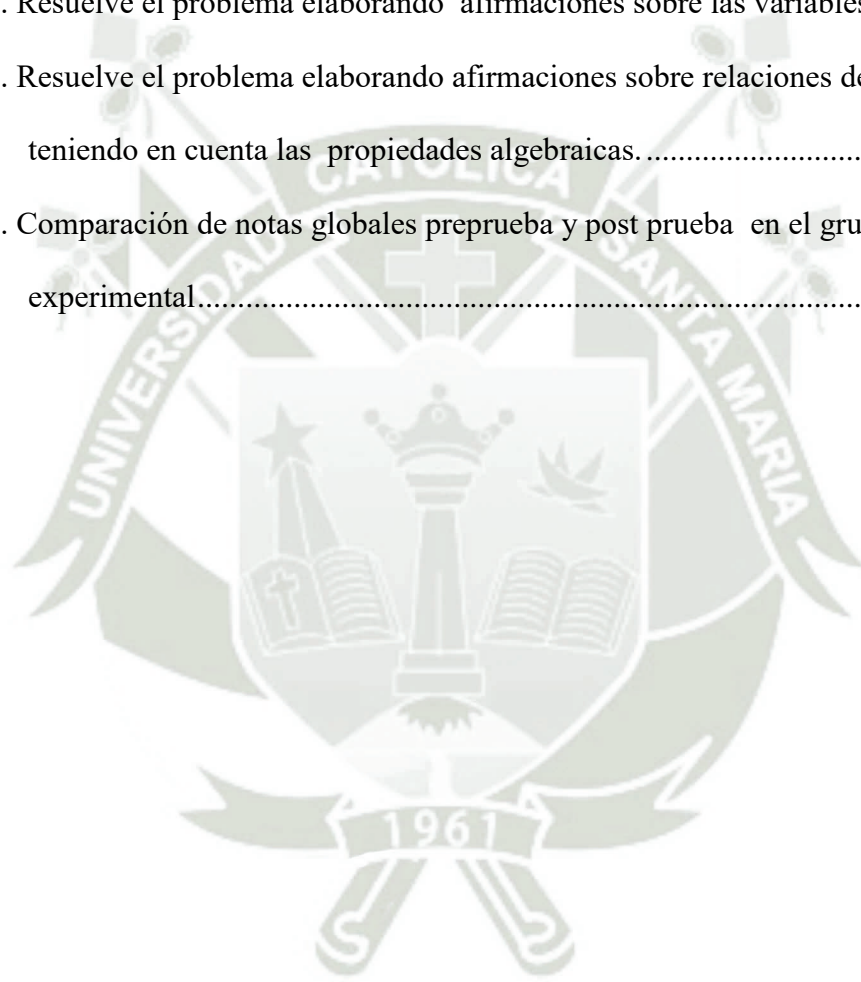 . Resuelve el problema elaborando afirmaciones sobre las variables
. Resuelve el problema elaborando afirmaciones sobre relaciones de
teniendo en cuenta las propiedades algebraicas. ..........................
. Comparación de notas globales preprueba y post prueba en el gru
experimental...................................................................................
UNIVERSIDAD CATOLICA SANTA MARIA
1961